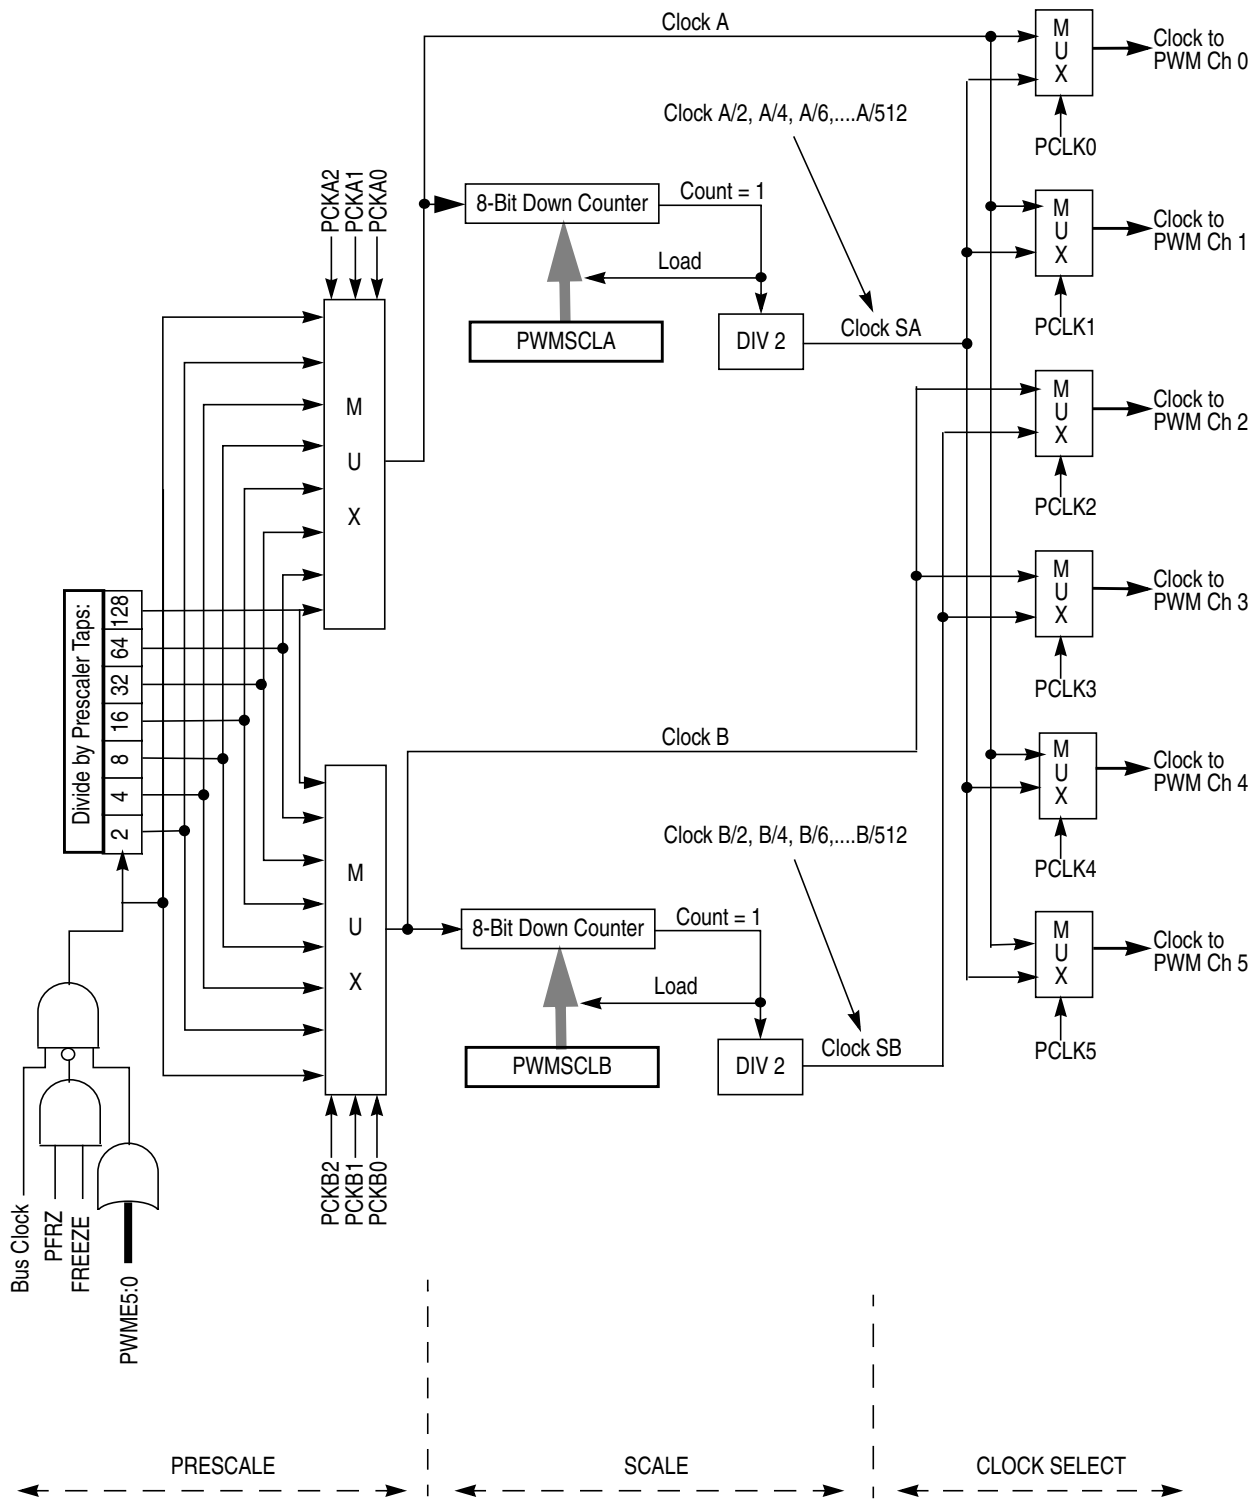 Clock A
M
U
X
Clock to
PWM Ch 0
PCLK0
Clock A/2, A/4, A/6,....A/512
PCKA2
PCKA1
PCKA0
8-Bit Down Counter
Count = 1
M
U
X
Clock to
PWM Ch 1
PCLK1
Load
PWMSCLA
DIV 2
Clock SA
M
U
X
M
U
X
Clock to
PWM Ch 2
PCLK2
M
U
X
Clock to
PWM Ch 3
PCLK3
Divide by Prescaler Taps:
128
64
32
16
8
4
2
Clock B
M
U
X
Clock to
PWM Ch 4
PCLK4
Clock B/2, B/4, B/6,....B/512
M
U
X
8-Bit Down Counter
Count = 1
M
U
X
Clock to
PWM Ch 5
PCLK5
Load
PWMSCLB
DIV 2
Clock SB
PCKB2
PCKB1
PCKB0
Bus Clock
PFRZ
FREEZE
PWME5:0
PRESCALE
SCALE
CLOCK SELECT